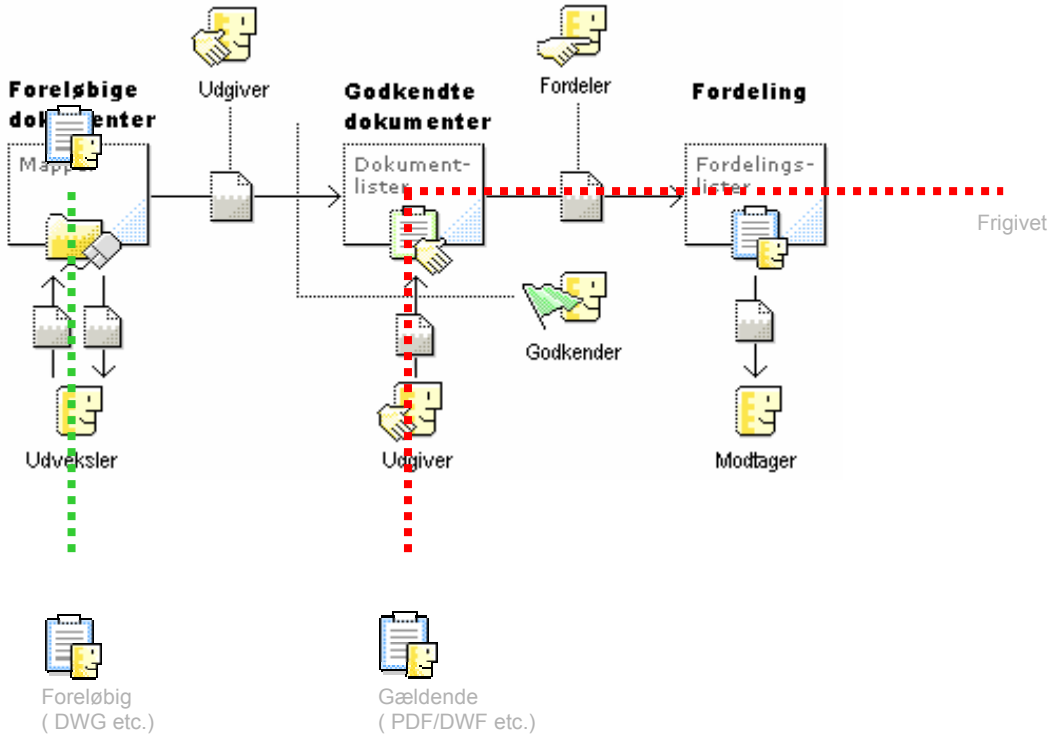 Udgiver
Fordeler
Foreløbige
dokumenter
Godkendte
dokumenter
Fordeling
Mapper
Dokument-
lister
Fordelings-
lister
Frigivet
Godkender
Udveksler
Udgiver
Modtager
Foreløbig
( DWG etc.)
Gældende
( PDF/DWF etc.)